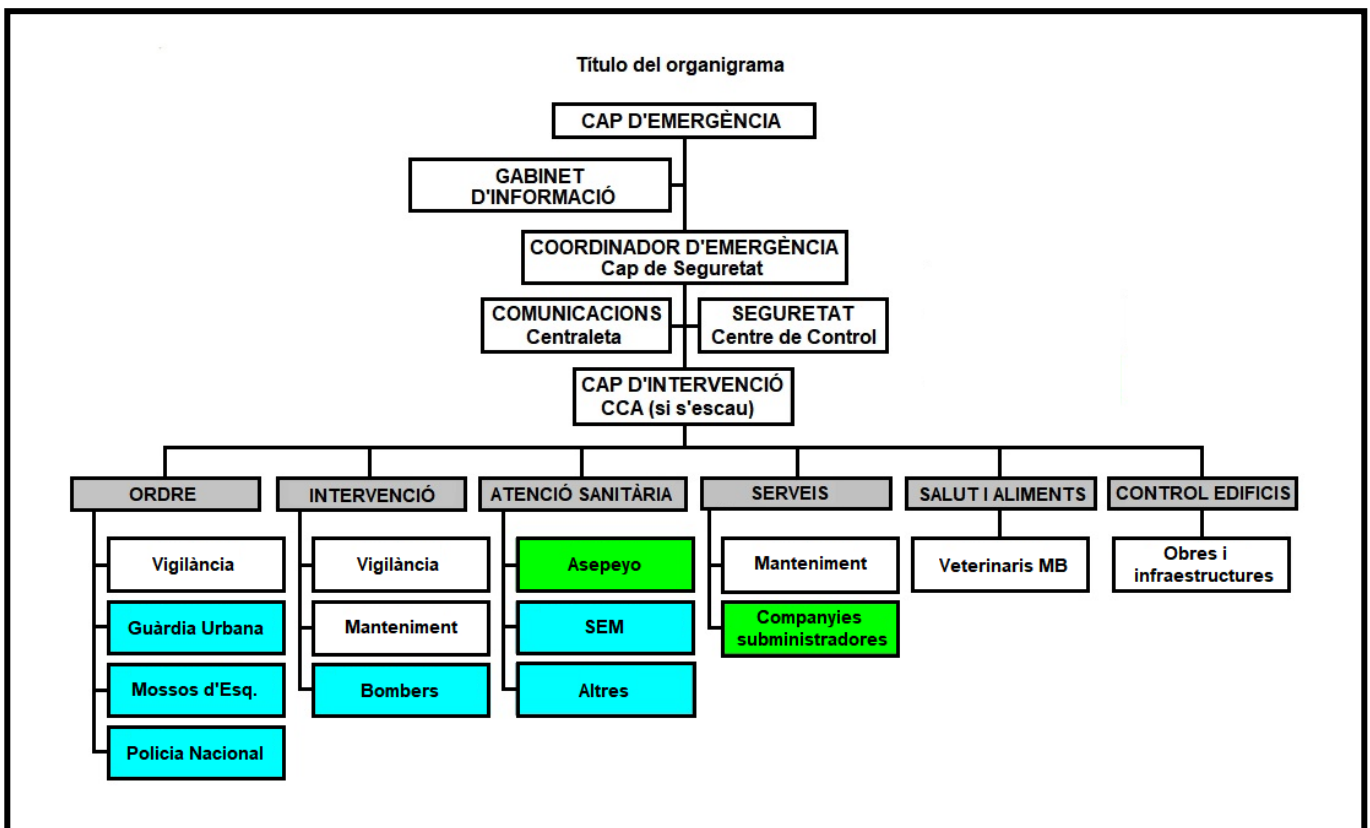 Título del organigrama
CAP D'EMERGÈNCIA
GABINET
D'INFORMACIÓ
COORDINADOR D'EMERGÈNCIA
Cap de Seguretat
COMUNICACIONS
Centraleta
SEGURETAT
Centre de Control
CAP D'INTERVENCIÓ
CCA (si s'escau)
ORDRE
Vigilància
Guàrdia Urbana
Mossos d'Esq.
Policia Nacional
INTERVENCIÓ
Vigilància
Manteniment
Bombers
ATENCIÓ SANITÀRIA
Asepeyo
SEM
Altres
SERVEIS
Manteniment
Companyies
subministradores
SALUT I ALIMENTS
Veterinaris MB
CONTROL EDIFICIS
Obres i
infraestructures